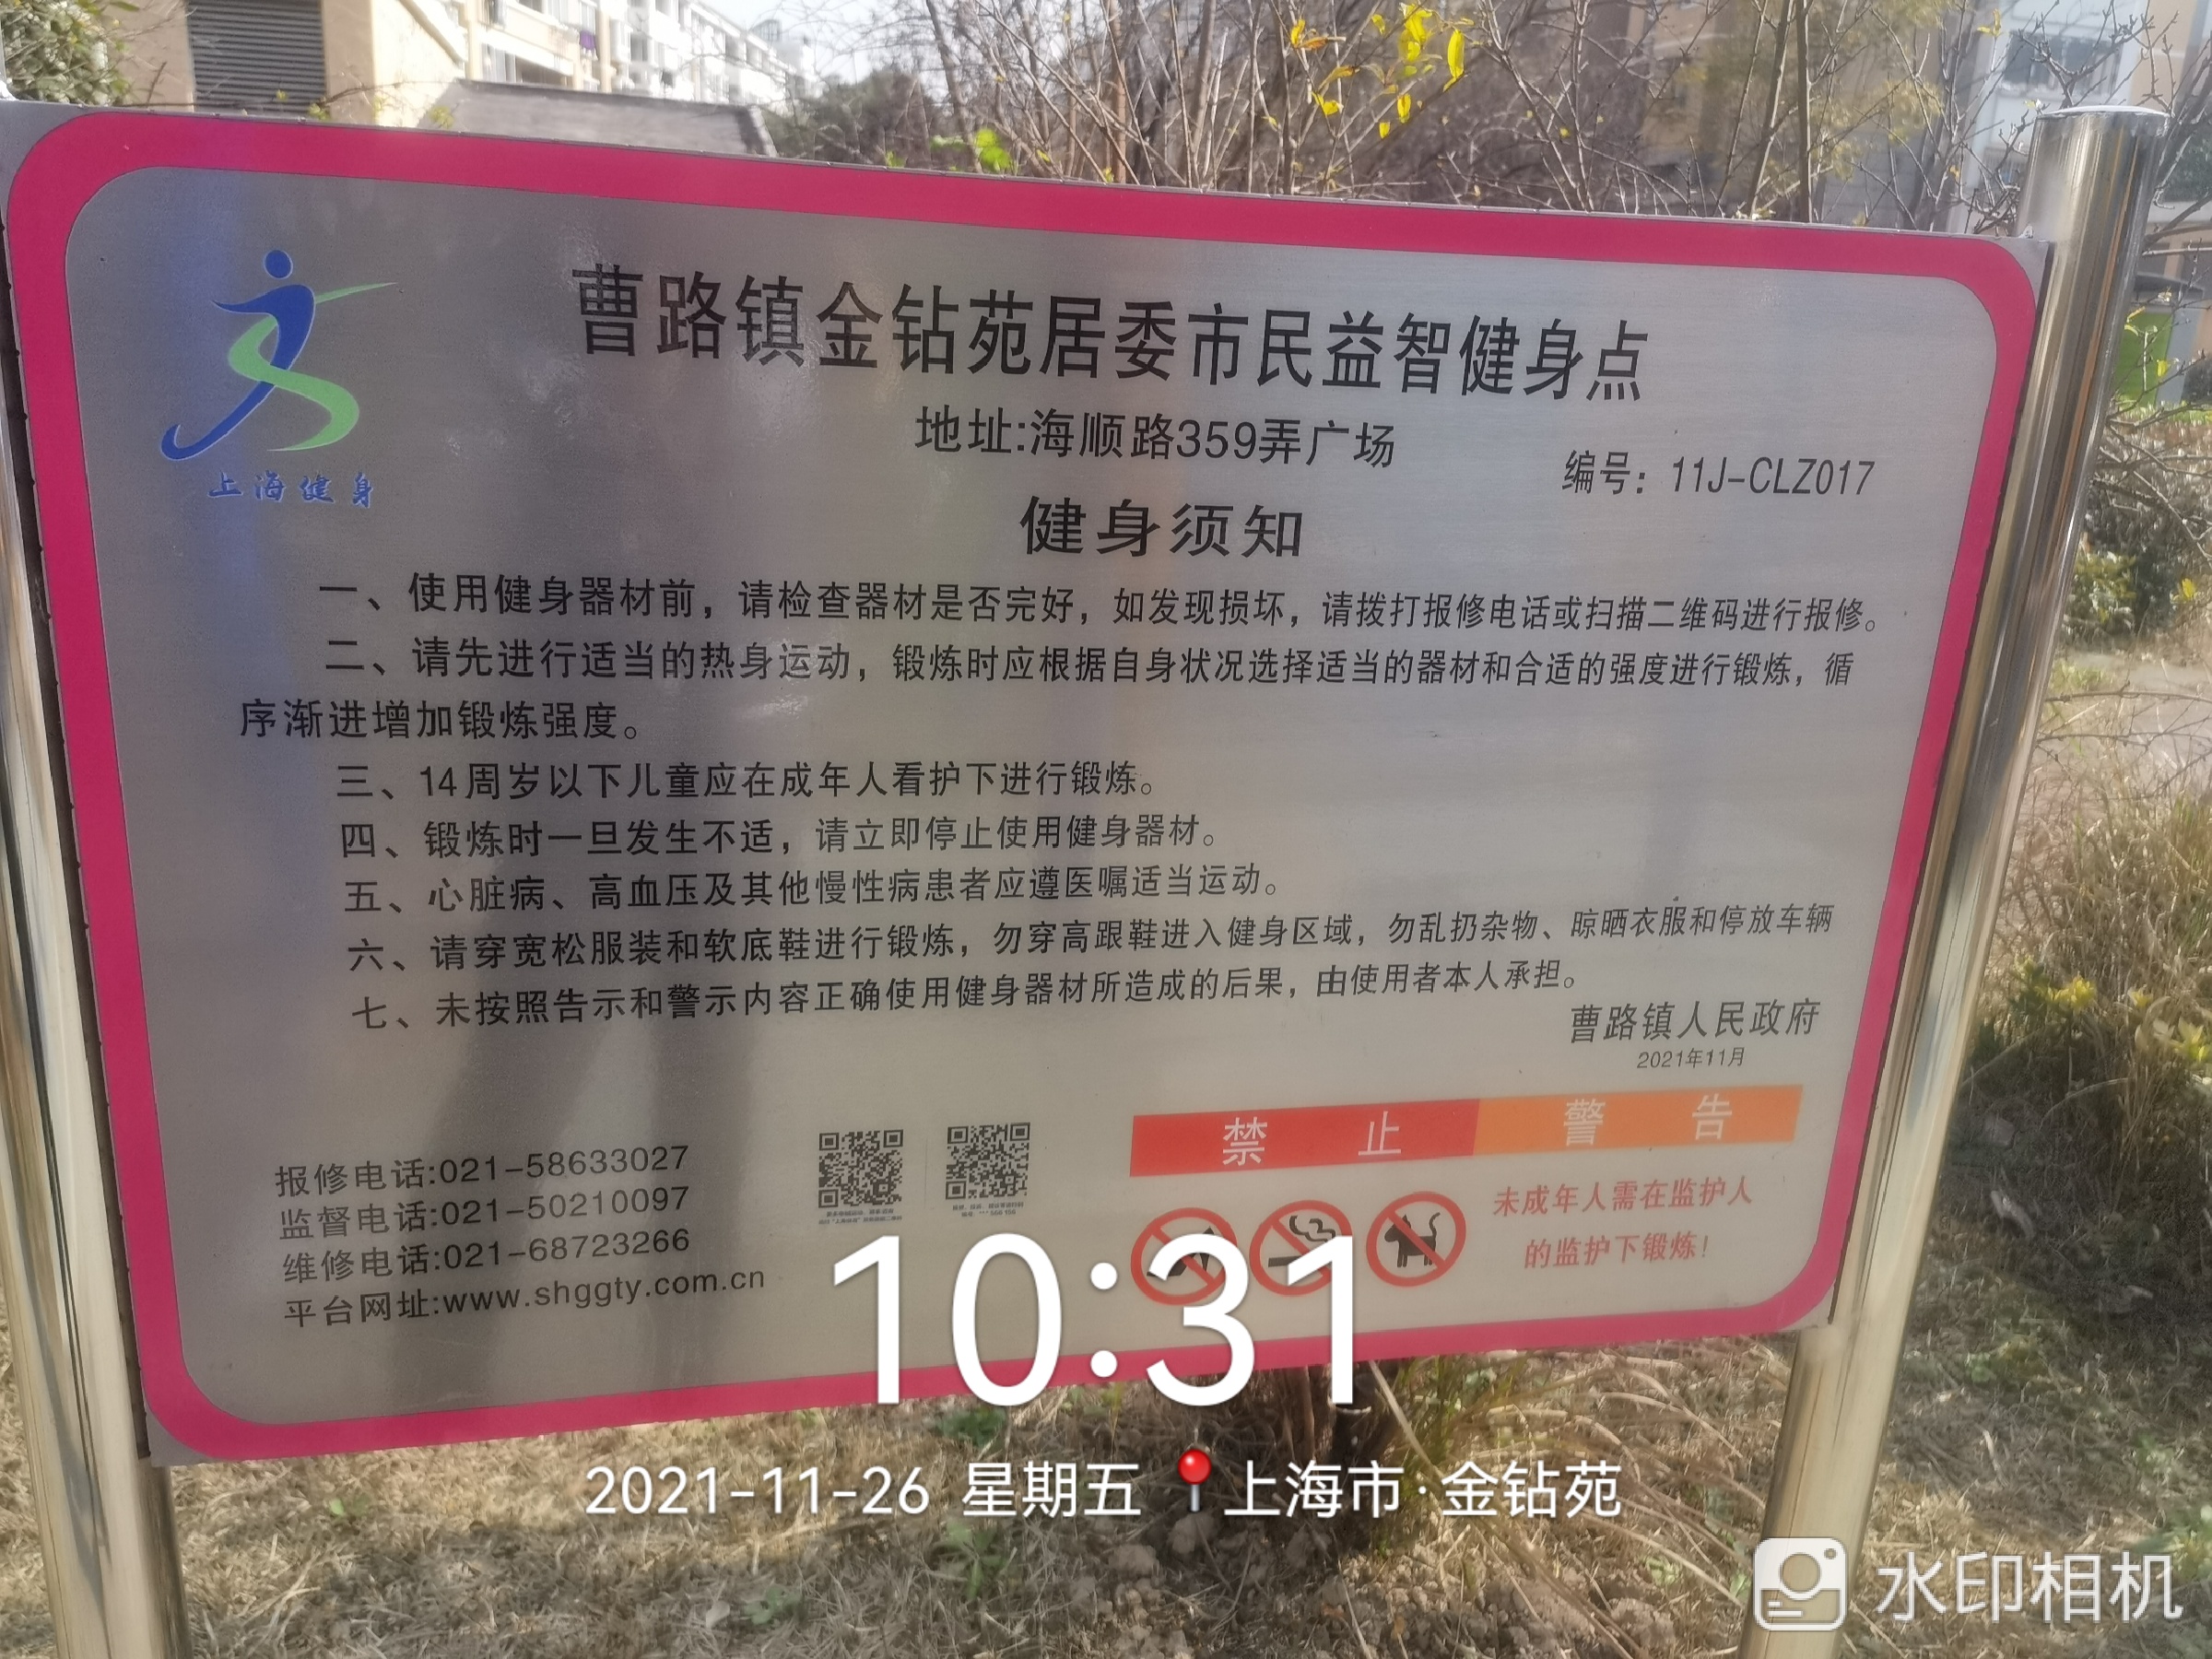 曹路镇金钻苑居委市民益智健身点
地址:海顺路359弄广场
编号：11J-CLZ017
上海健身
健身须知
一、使用健身器材前，请检查器材是否完好，如发现损坏，请拨打报修电话或扫描二维码进行报修。
二、请先进行适当的热身运动，锻炼时应根据自身状况选择适当的器材和合适的强度进行锻炼，循
序渐进增加锻炼强度。
三、14周岁以下儿童应在成年人看护下进行锻炼。
四、锻炼时一旦发生不适，请立即停止使用健身器材。
五、心脏病、高血压及其他慢性病患者应遵医嘱适当运动。
六、请穿宽松服装和软底鞋进行锻炼，勿穿高跟鞋进入健身区域，勿乱扔杂物、晾晒衣服和停放车辆
七、未按照告示和警示内容正确使用健身器材所造成的后果，由使用者本人承担。
曹路镇人民政府
2021年11月
报修电话:021-58633027
监督电话:021-50210097
维修电话:021-68723266
平台网址:www.shggty.com.cn
禁止
警告
未成年人需在监护人
的监护下锻炼!
10:31
2021-11-26 星期五 上海市·金钻苑
水印相机